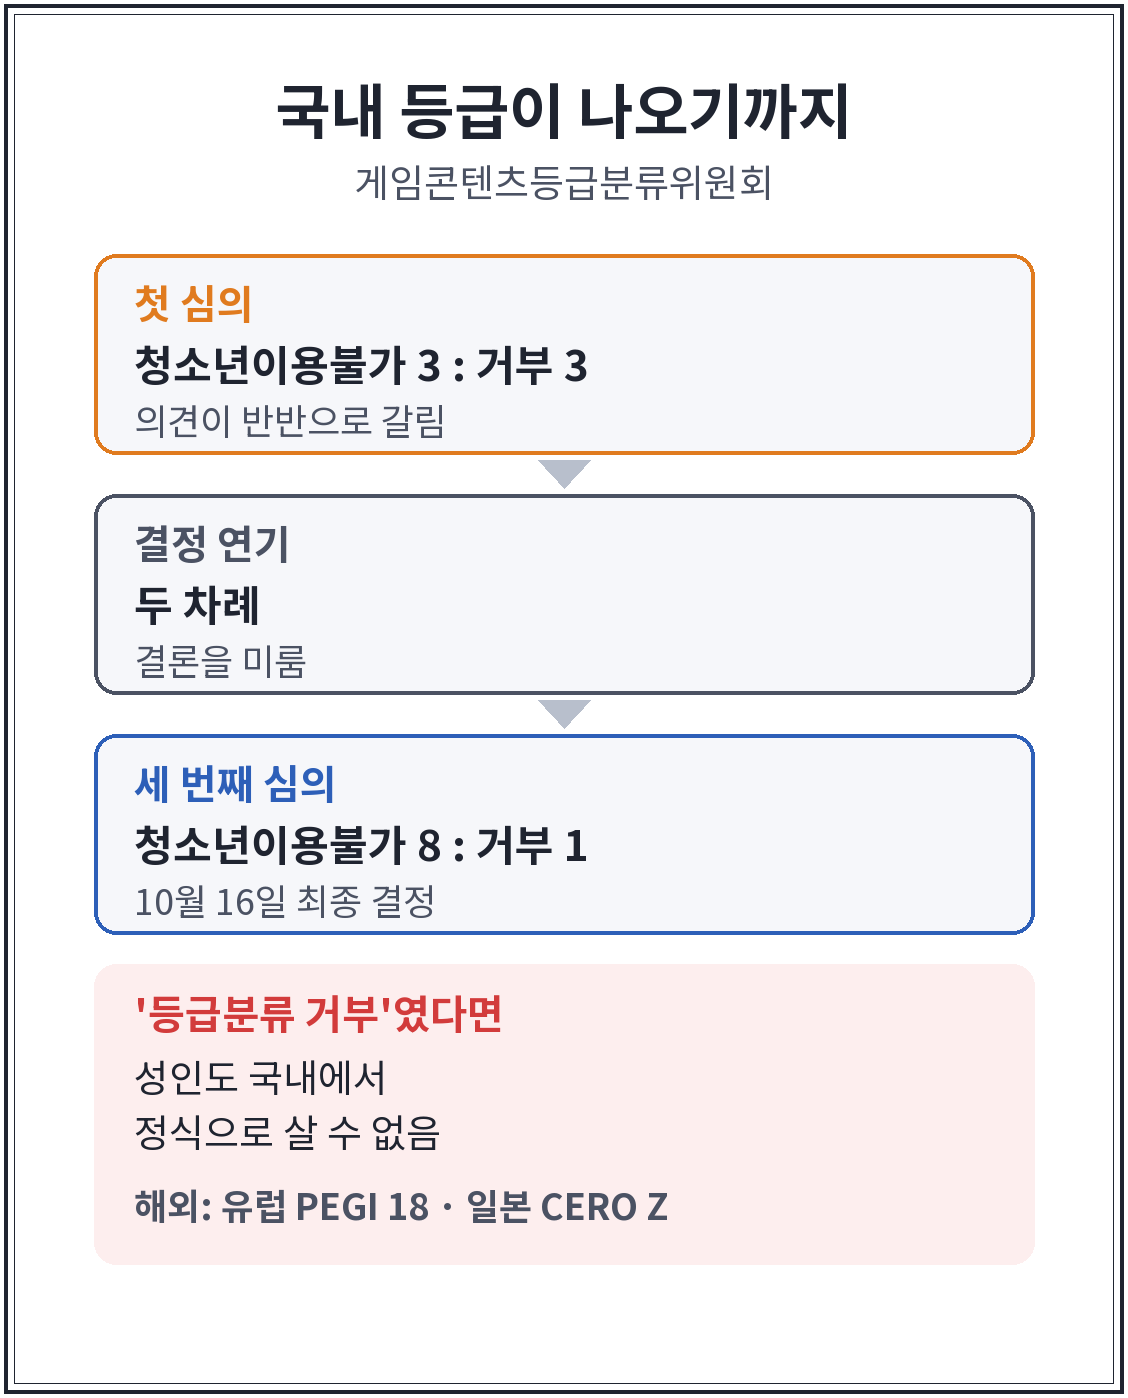 국내 등급이 나오기까지
게임콘텐츠등급분류위원회
첫 심의
청소년이용불가 3 : 거부 3
의견이 반반으로 갈림
결정 연기
두 차례
결론을 미룸
세 번째 심의
청소년이용불가 8 : 거부 1
10월 16일 최종 결정
'등급분류 거부'였다면
성인도 국내에서
정식으로 살 수 없음
해외: 유럽 PEGI 18 · 일본 CERO Z